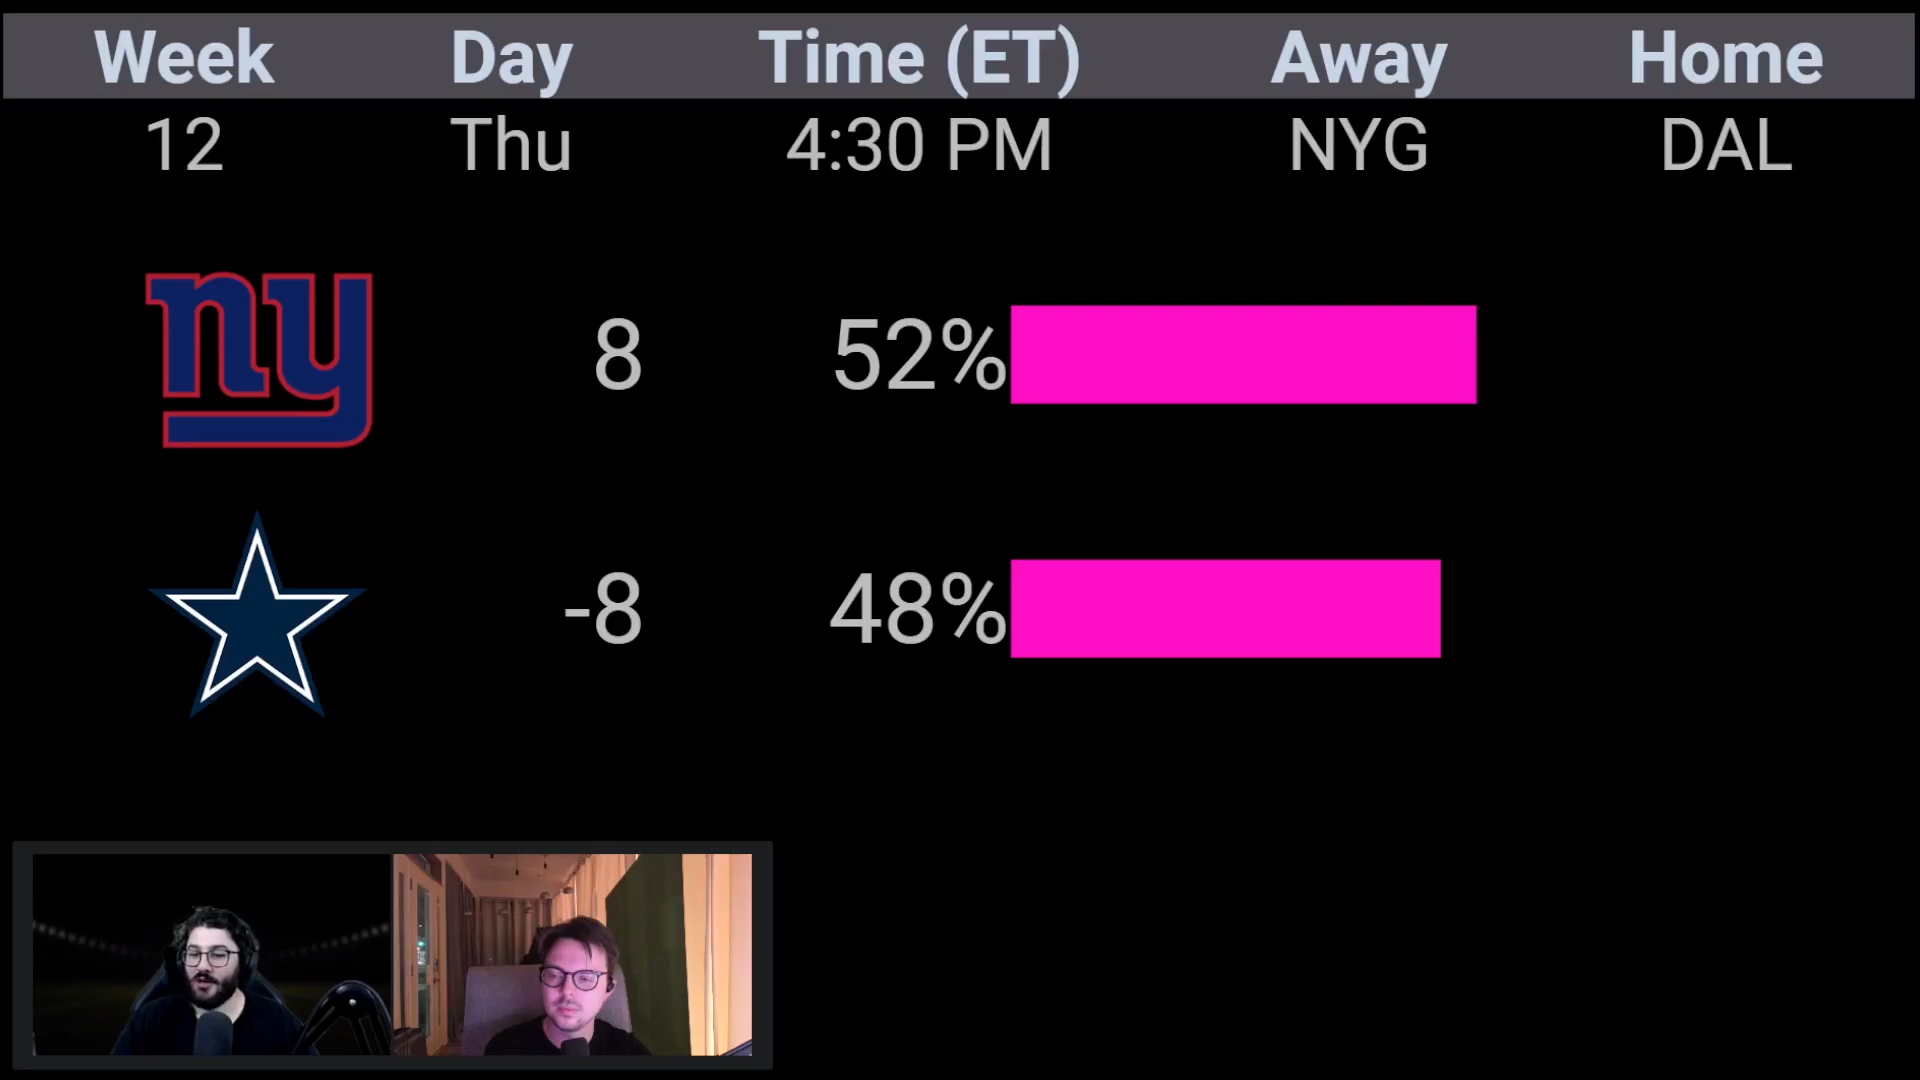 Week Day Time (ET) Away Home
12 Thu 4:30 PM NYG DAL
ny 8 52%
-8 48%